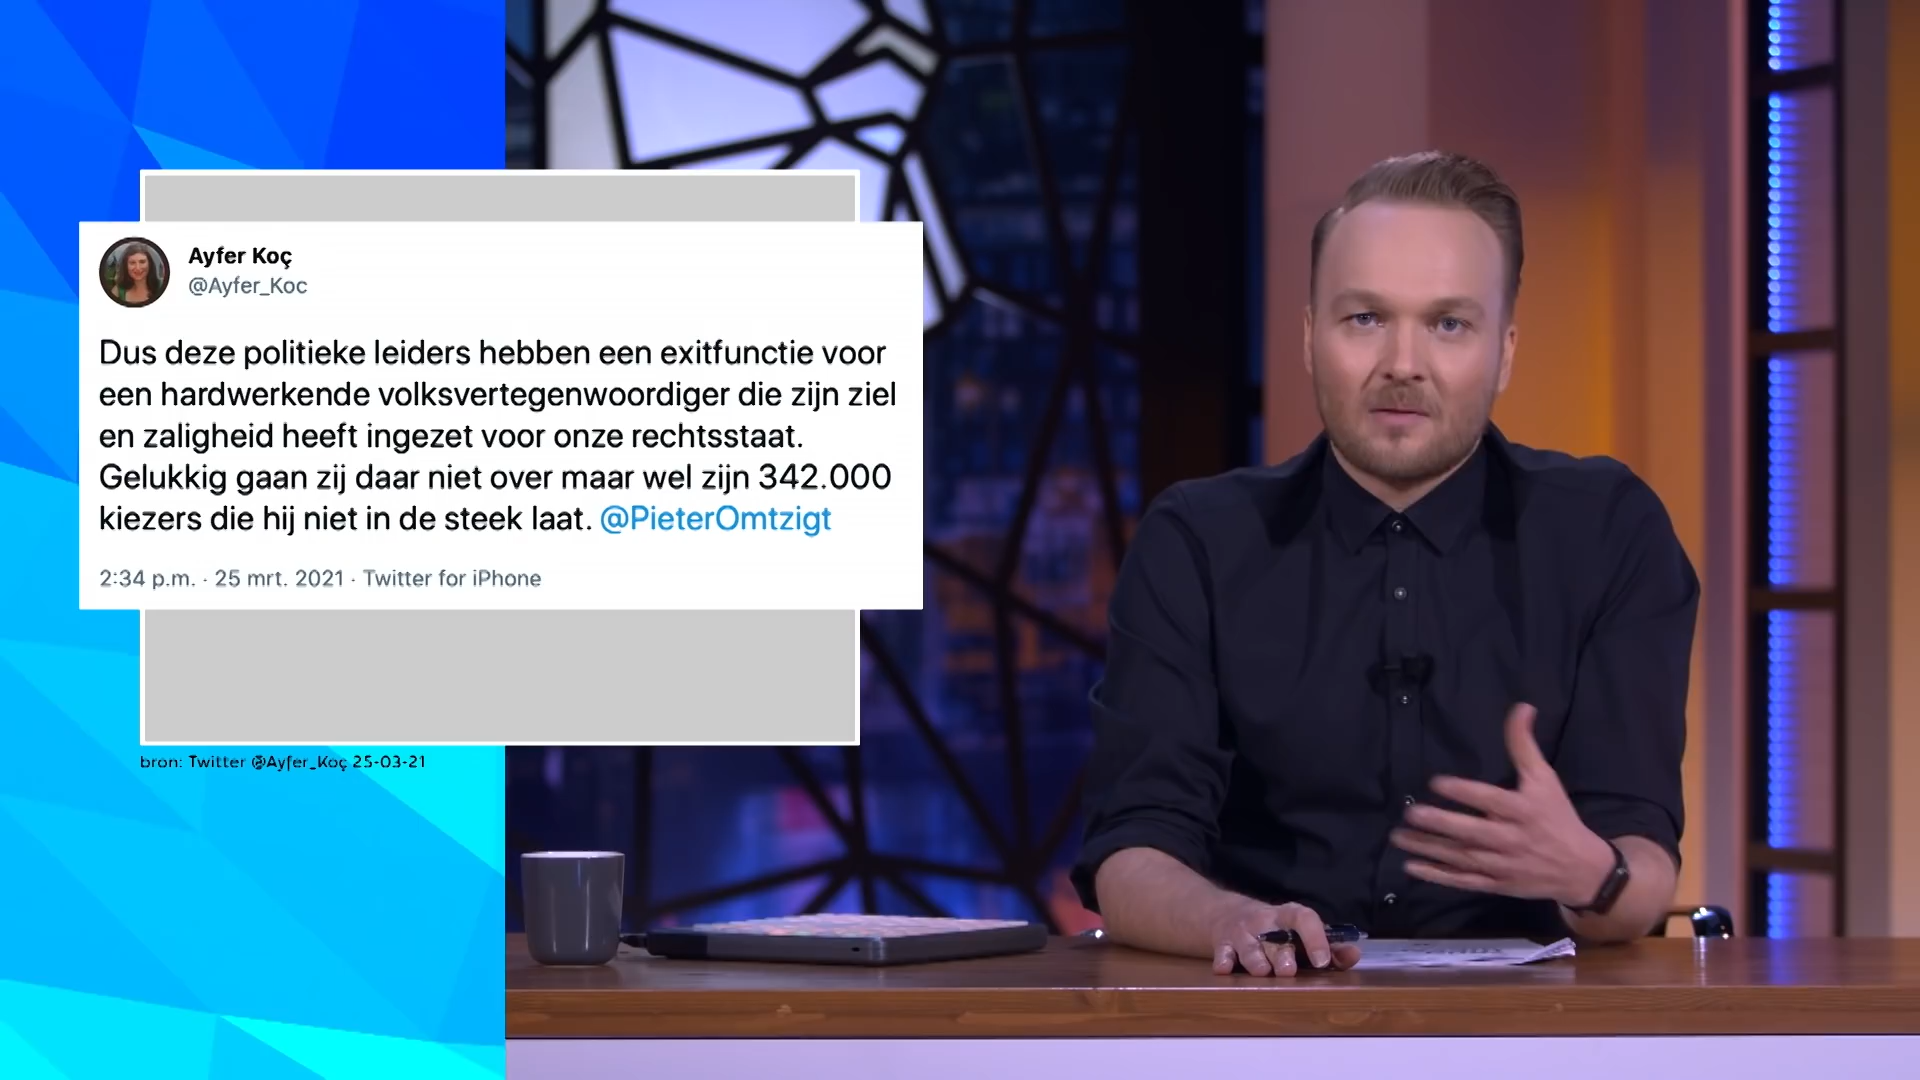 Ayfer Koç
@Ayfer_Koc
Dus deze politieke leiders hebben een exitfunctie voor
een hardwerkende volksvertegenwoordiger die zijn ziel
en zaligheid heeft ingezet voor onze rechtsstaat.
Gelukkig gaan zij daar niet over maar wel zijn 342.000
kiezers die hij niet in de steek laat. @PieterOmtzigt
2:34 p.m. · 25 mrt. 2021 · Twitter for iPhone
bron: Twitter @Ayfer_Koç 25-03-21